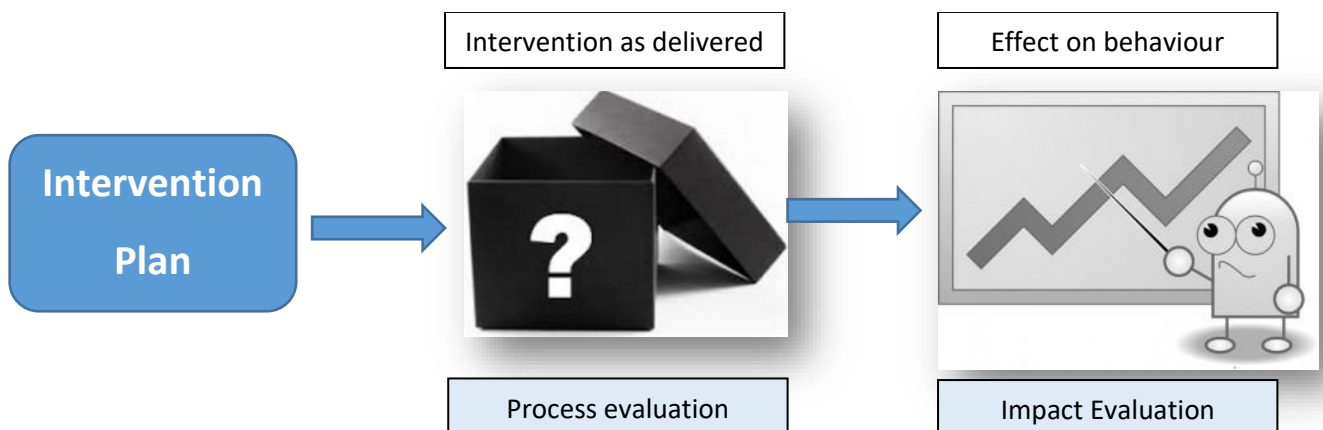 Intervention as delivered
Effect on behaviour
Intervention
Plan
?
Process evaluation
Impact Evaluation